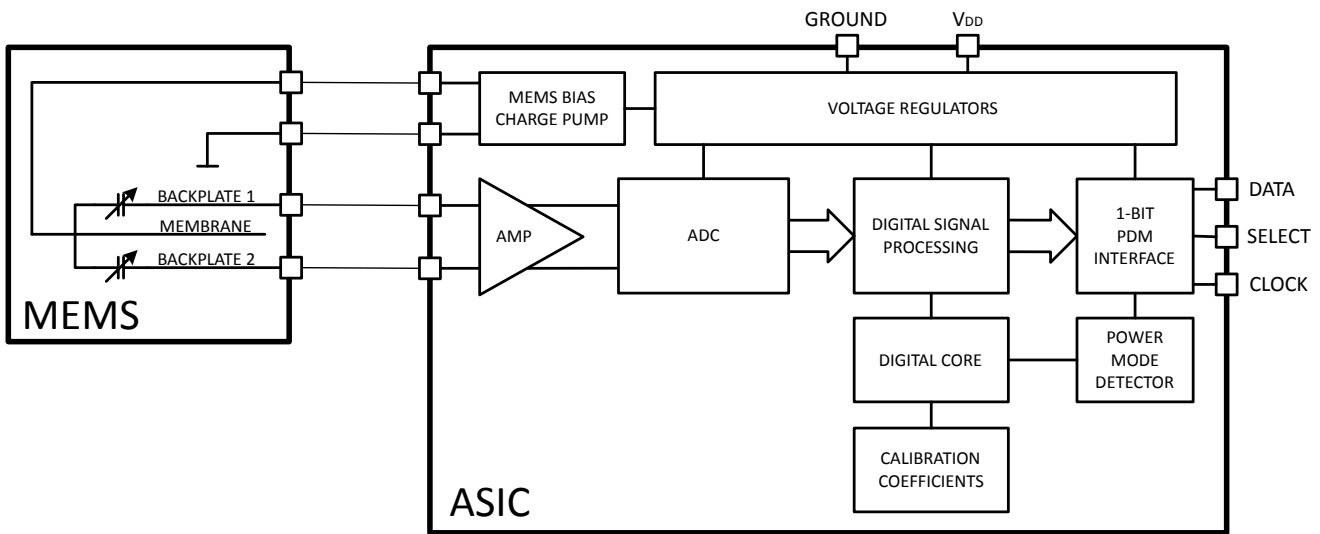 GROUND
VDD
MEMS BIAS
CHARGE PUMP
VOLTAGE REGULATORS
BACKPLATE 1
MEMBRANE
BACKPLATE 2
MEMS
AMP
ADC
DIGITAL SIGNAL
PROCESSING
1-BIT
PDM
INTERFACE
DATA
SELECT
CLOCK
DIGITAL CORE
POWER
MODE
DETECTOR
CALIBRATION
COEFFICIENTS
ASIC